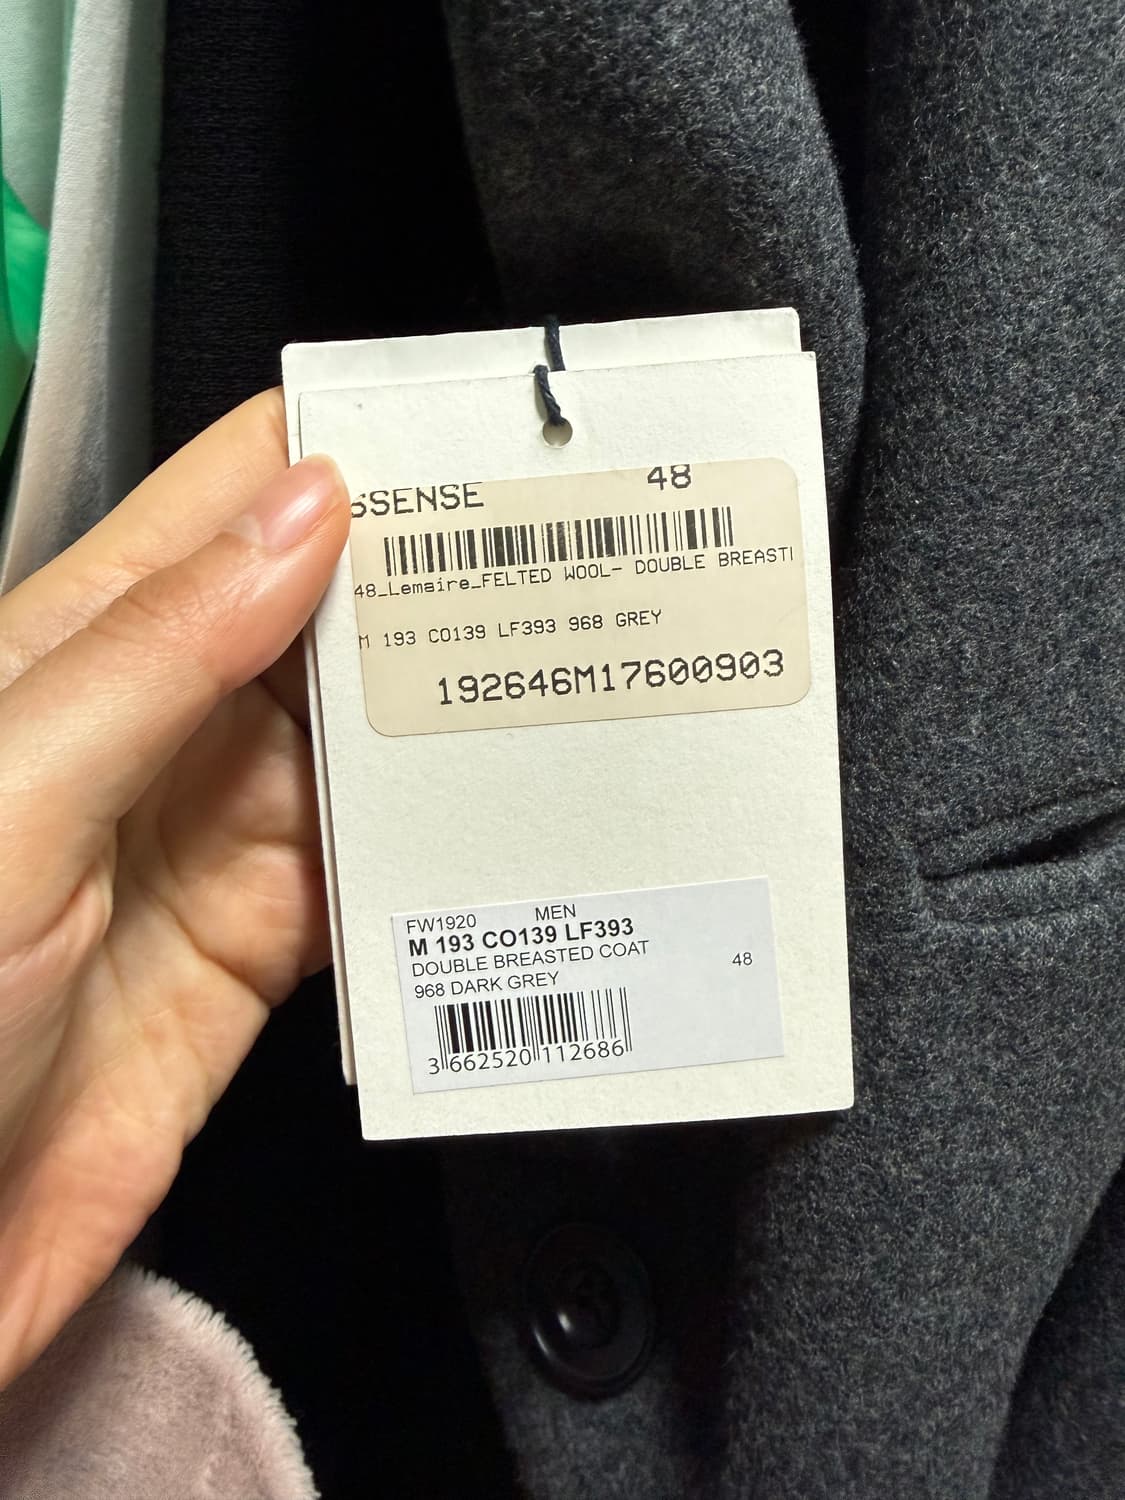 SSENSE 48
48_Lemaire_FELTED WOOL- DOUBLE BREASTI
M 193 CO139 LF393 968 GREY
192646M17600903
FW1920 MEN
M 193 CO139 LF393
DOUBLE BREASTED COAT
968 DARK GREY 48
3 662520 112686